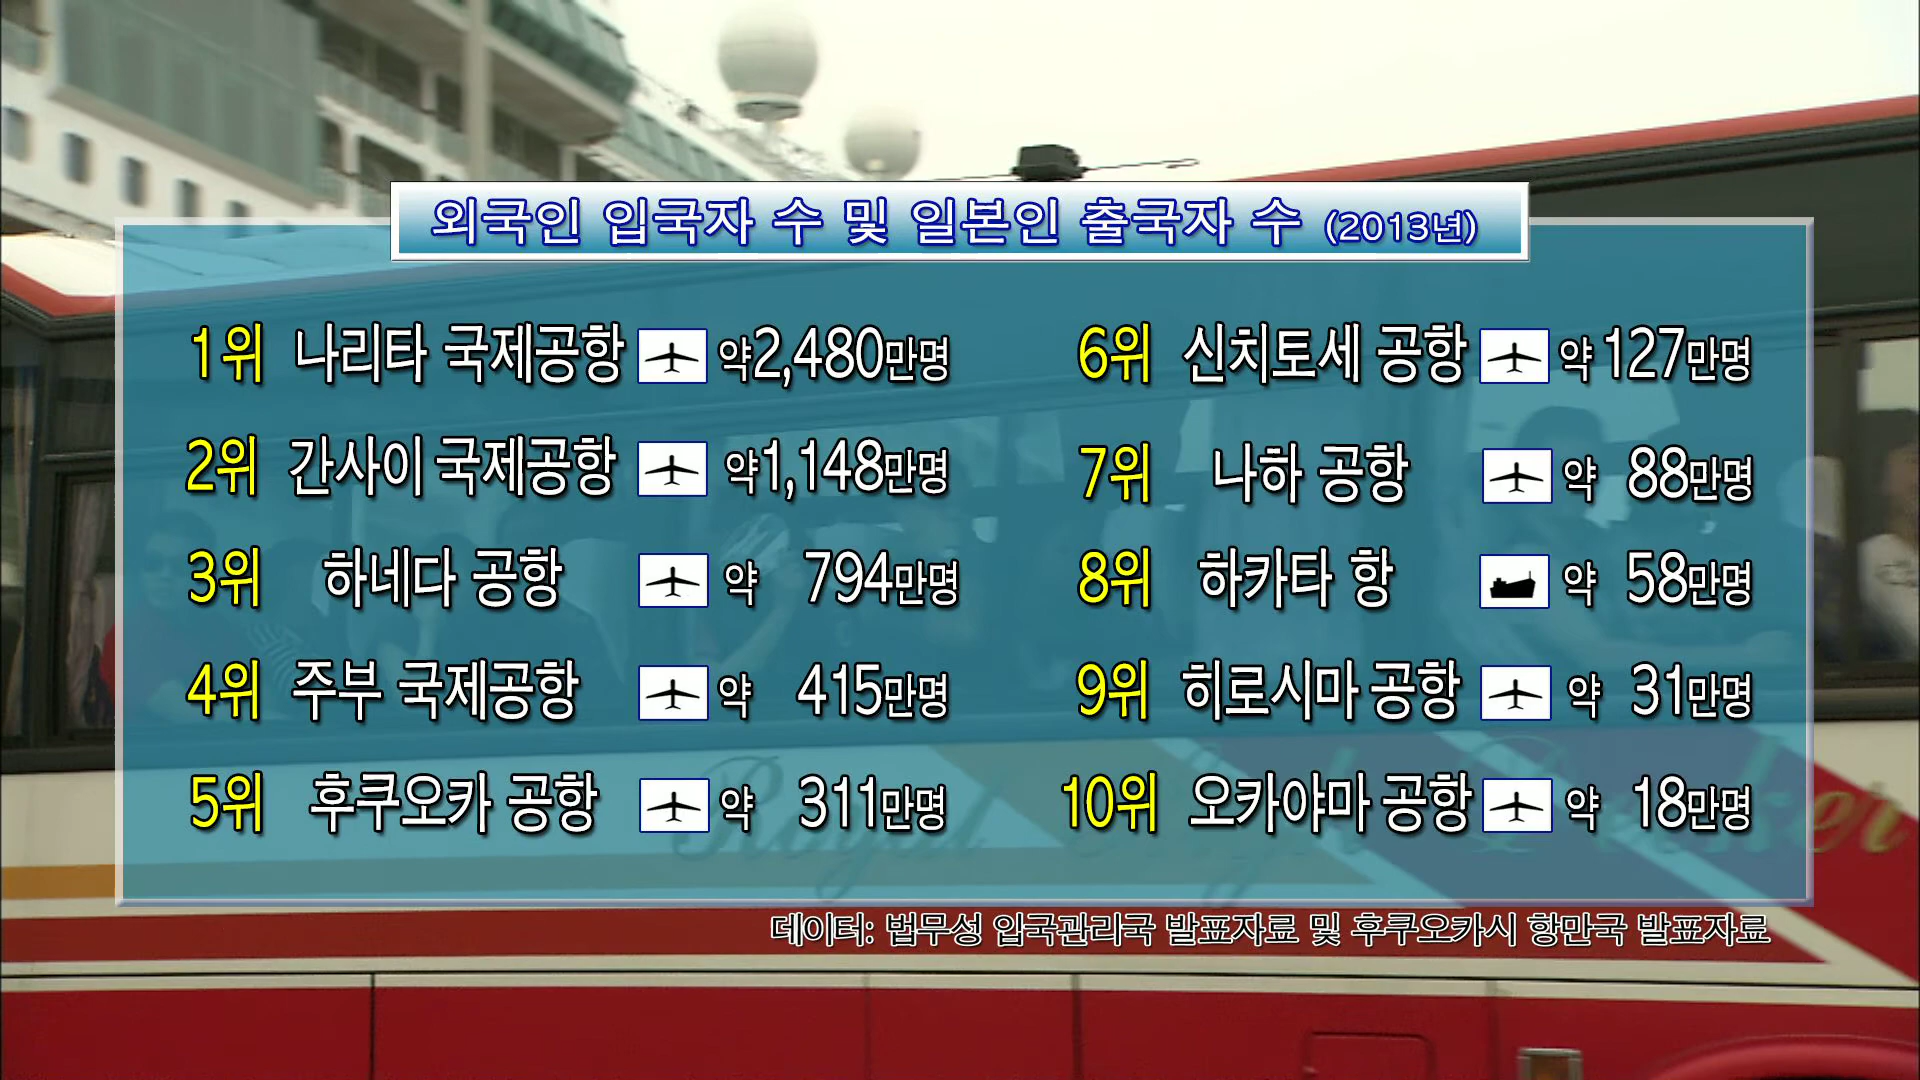 외국인 입국자 수 및 일본인 출국자 수 (2013년)
1위 나리타 국제공항 약2,480만명
2위 간사이 국제공항 약1,148만명
3위 하네다 공항 약 794만명
4위 주부 국제공항 약 415만명
5위 후쿠오카 공항 약 311만명
6위 신치토세 공항 약 127만명
7위 나하 공항 약 88만명
8위 하카타 항 약 58만명
9위 히로시마 공항 약 31만명
10위 오카야마 공항 약 18만명
데이터: 법무성 입국관리국 발표자료 및 후쿠오카시 항만국 발표자료
Royal